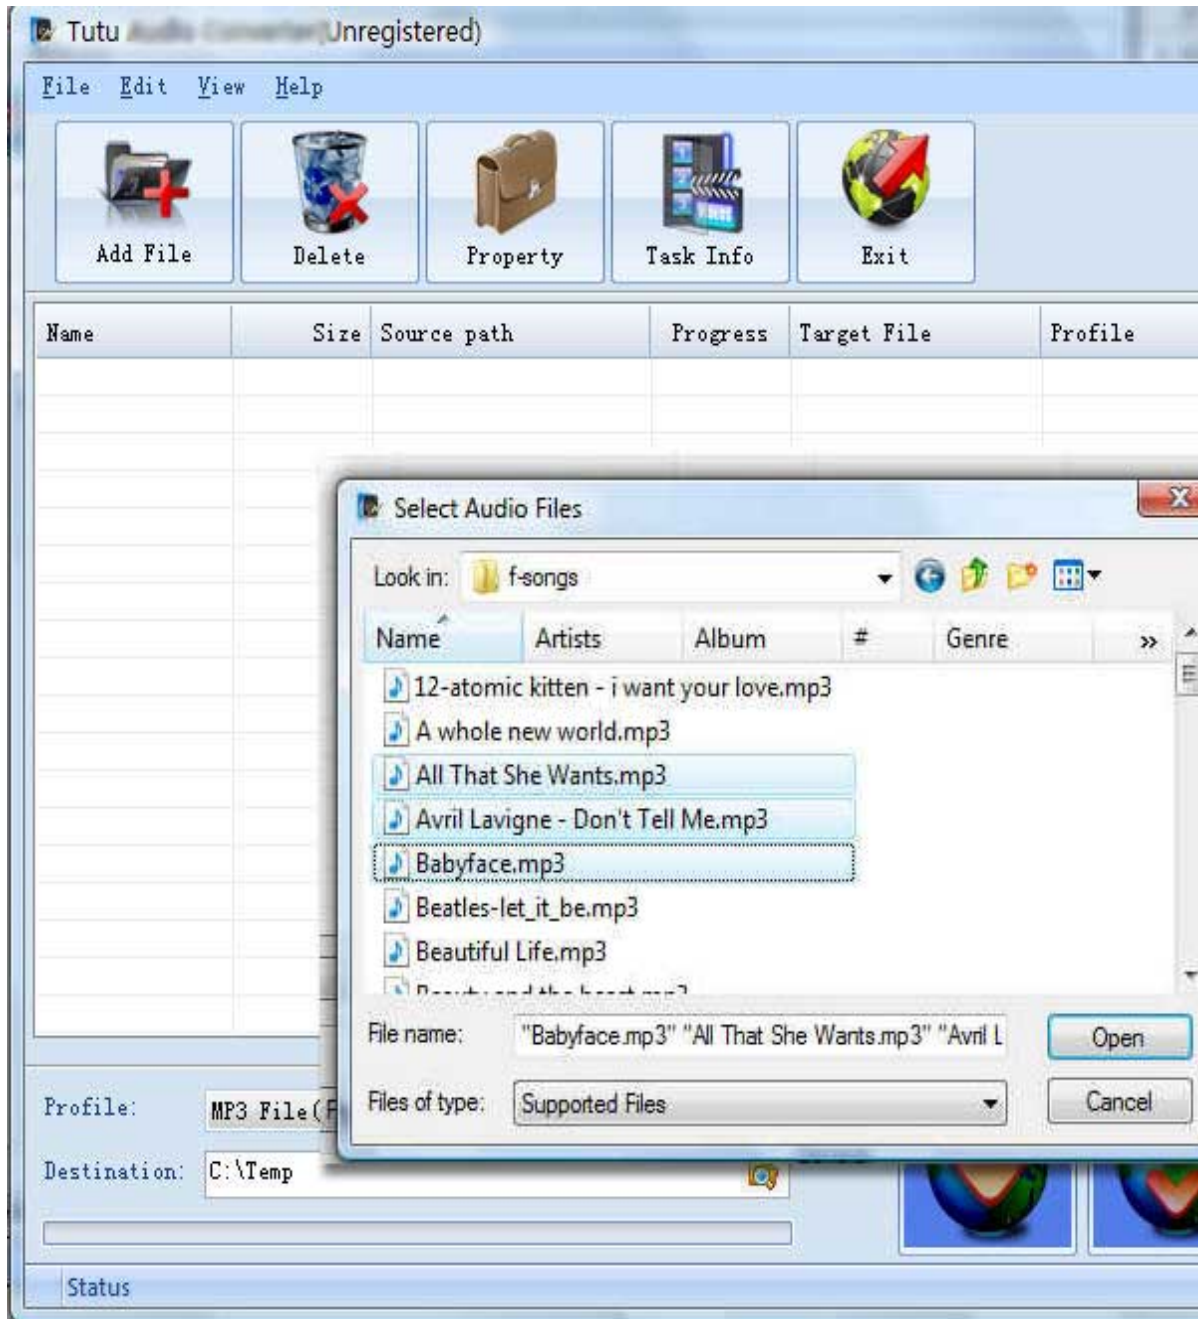 Tutu (Unregistered)
File Edit View Help
Add File Delete Property Task Info Exit
Name Size Source path Progress Target File Profile
Select Audio Files
Look in: f-songs
Name Artists Album # Genre »
12-atomic kitten - i want your love.mp3
A whole new world.mp3
All That She Wants.mp3
Avril Lavigne - Don't Tell Me.mp3
Babyface.mp3
Beatles-let_it_be.mp3
Beautiful Life.mp3
File name: "Babyface.mp3" "All That She Wants.mp3" "Avril L
Open
Files of type: Supported Files
Cancel
Profile: MP3 File(
Destination: C:\Temp
Status